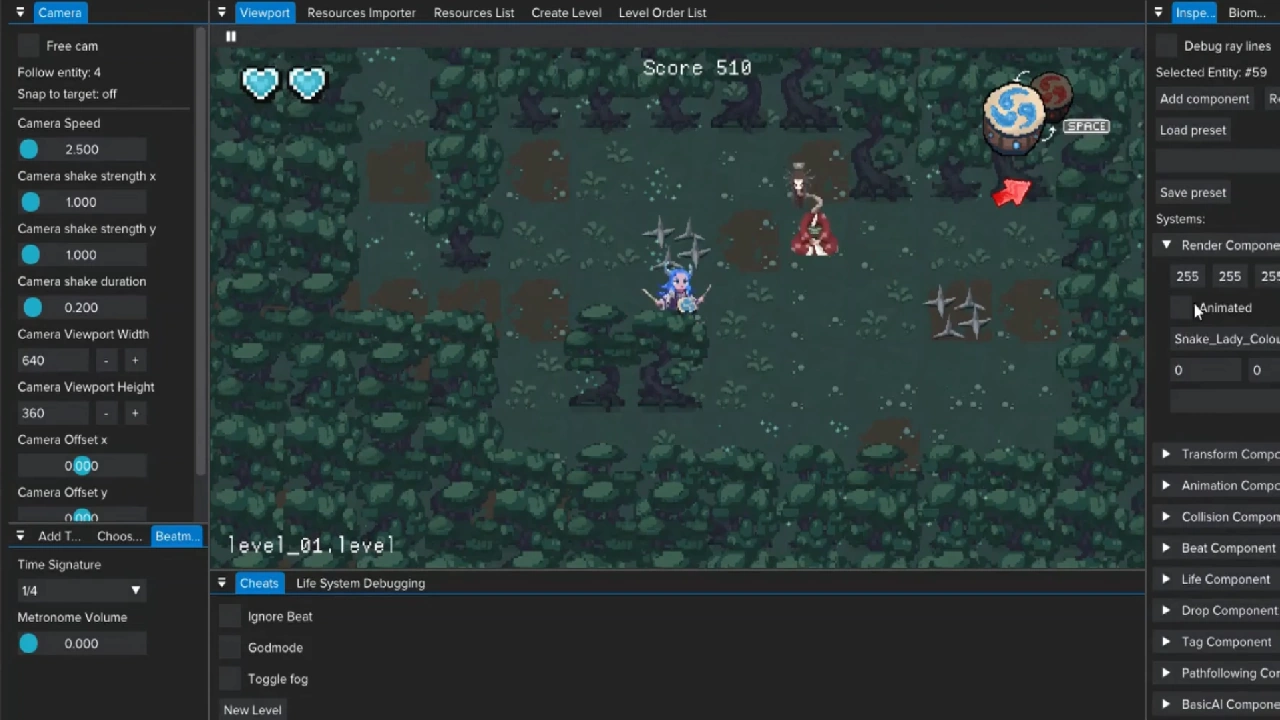 Camera
Free cam
Follow entity: 4
Snap to target: off
Camera Speed
2.500
Camera shake strength x
1.000
Camera shake strength y
1.000
Camera shake duration
0.200
Camera Viewport Width
640 - +
Camera Viewport Height
360 - +
Camera Offset x
0.000
Camera Offset y
0.000
Add T... Choos... Beatm...
Time Signature
1/4
Metronome Volume
0.000
Viewport Resources Importer Resources List Create Level Level Order List
Score 510
SPACE
level_01.level
Cheats Life System Debugging
Ignore Beat
Godmode
Toggle fog
New Level
Inspe... Biom...
Debug ray lines
Selected Entity: #59
Add component Re
Load preset
Save preset
Systems:
Render Compone
255 255 255
Animated
Snake_Lady_Colou
0 0
Transform Compo
Animation Compo
Collision Compon
Beat Component
Life Component
Drop Component
Tag Component
Pathfollowing Con
BasicAI Compone